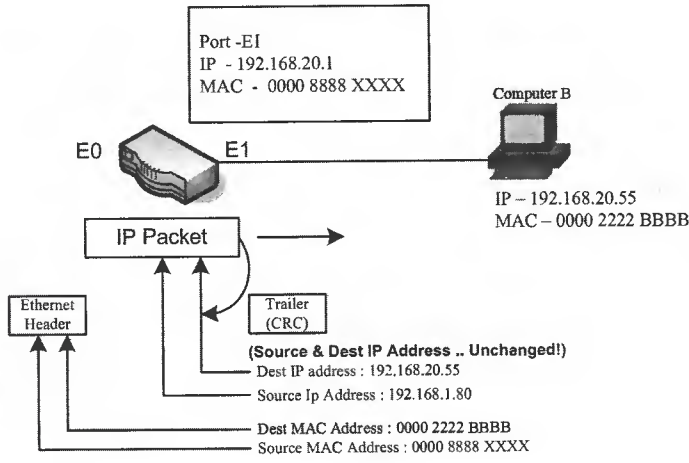 Port -EI
IP - 192.168.20.1
MAC - 0000 8888 XXXX
Computer B
E0
E1
IP – 192.168.20.55
MAC – 0000 2222 BBBB
IP Packet
Ethernet
Header
Trailer
(CRC)
(Source & Dest IP Address .. Unchanged!)
Dest IP address : 192.168.20.55
Source Ip Address : 192.168.1.80
Dest MAC Address : 0000 2222 BBBB
Source MAC Address : 0000 8888 XXXX